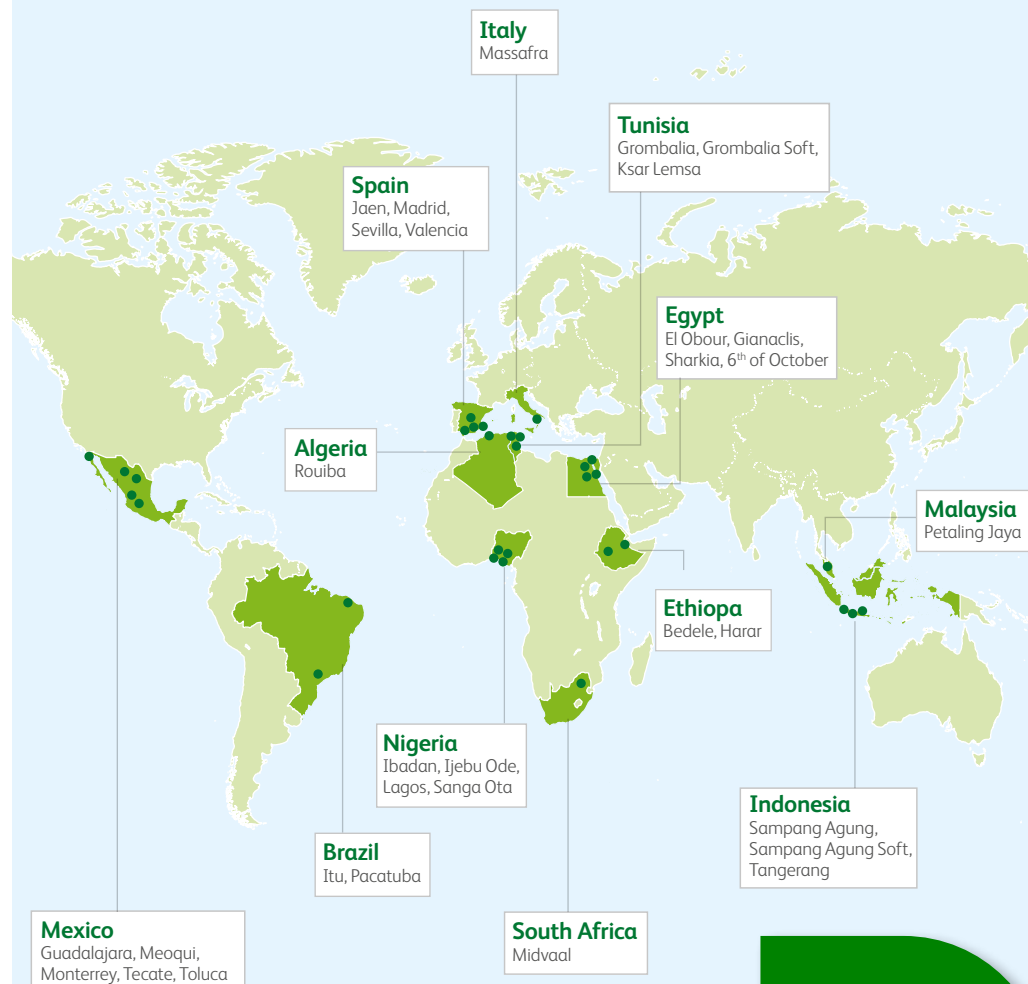 Italy
Massafra
Tunisia
Grombalia, Grombalia Soft,
Ksar Lemsa
Spain
Jaen, Madrid,
Sevilla, Valencia
Egypt
El Obour, Gianaclis,
Sharkia, 6th of October
Algeria
Rouiba
Malaysia
Petaling Jaya
Ethiopa
Bedele, Harar
Nigeria
Ibadan, Ijebu Ode,
Lagos, Sanga Ota
Indonesia
Sampang Agung,
Sampang Agung Soft,
Tangerang
Brazil
Itu, Pacatuba
Mexico
Guadalajara, Meoqui,
Monterrey, Tecate, Toluca
South Africa
Midvaal